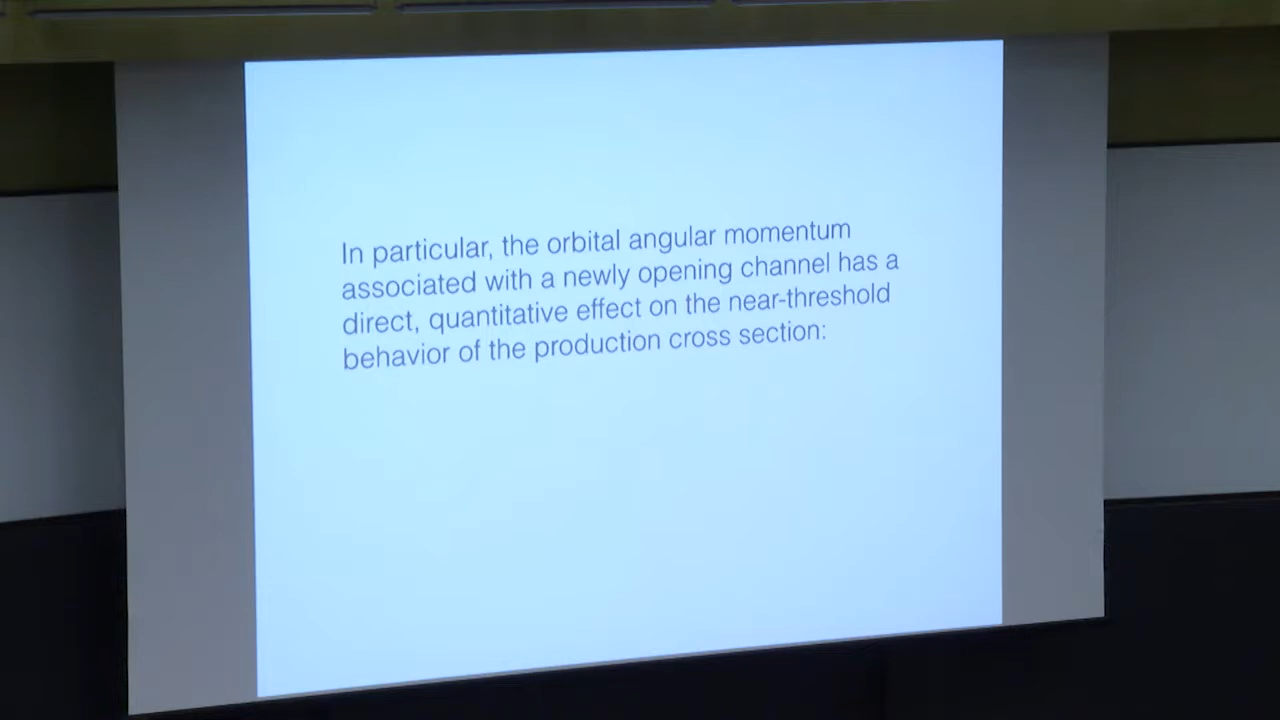 In particular, the orbital angular momentum
associated with a newly opening channel has a
direct, quantitative effect on the near-threshold
behavior of the production cross section: